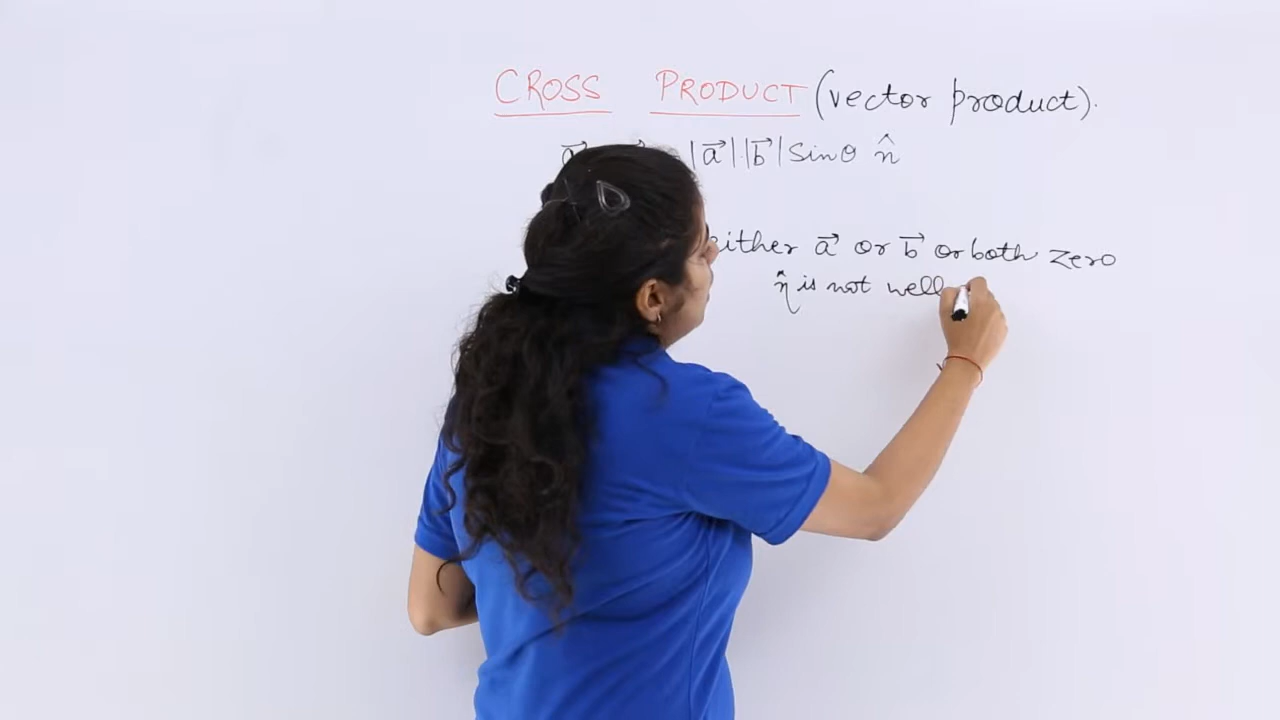 CROSS PRODUCT (vector product).
|a⃗| |b⃗| Sinθ n̂
either a⃗ or b⃗ or both zero
n̂ is not well